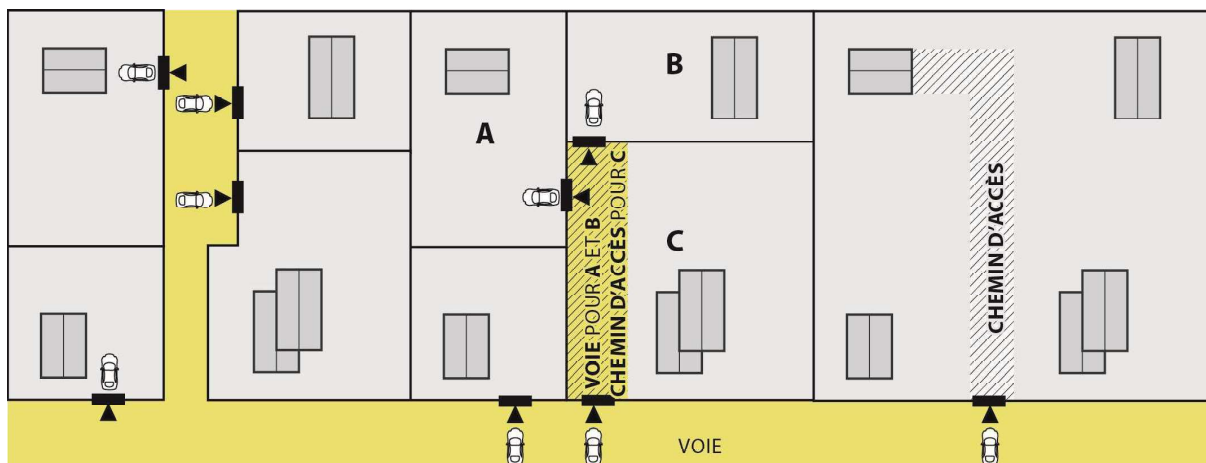 A
B
C
VOIE POUR A ET B
CHEMIN D'ACCÈS POUR C
CHEMIN D'ACCÈS
VOIE